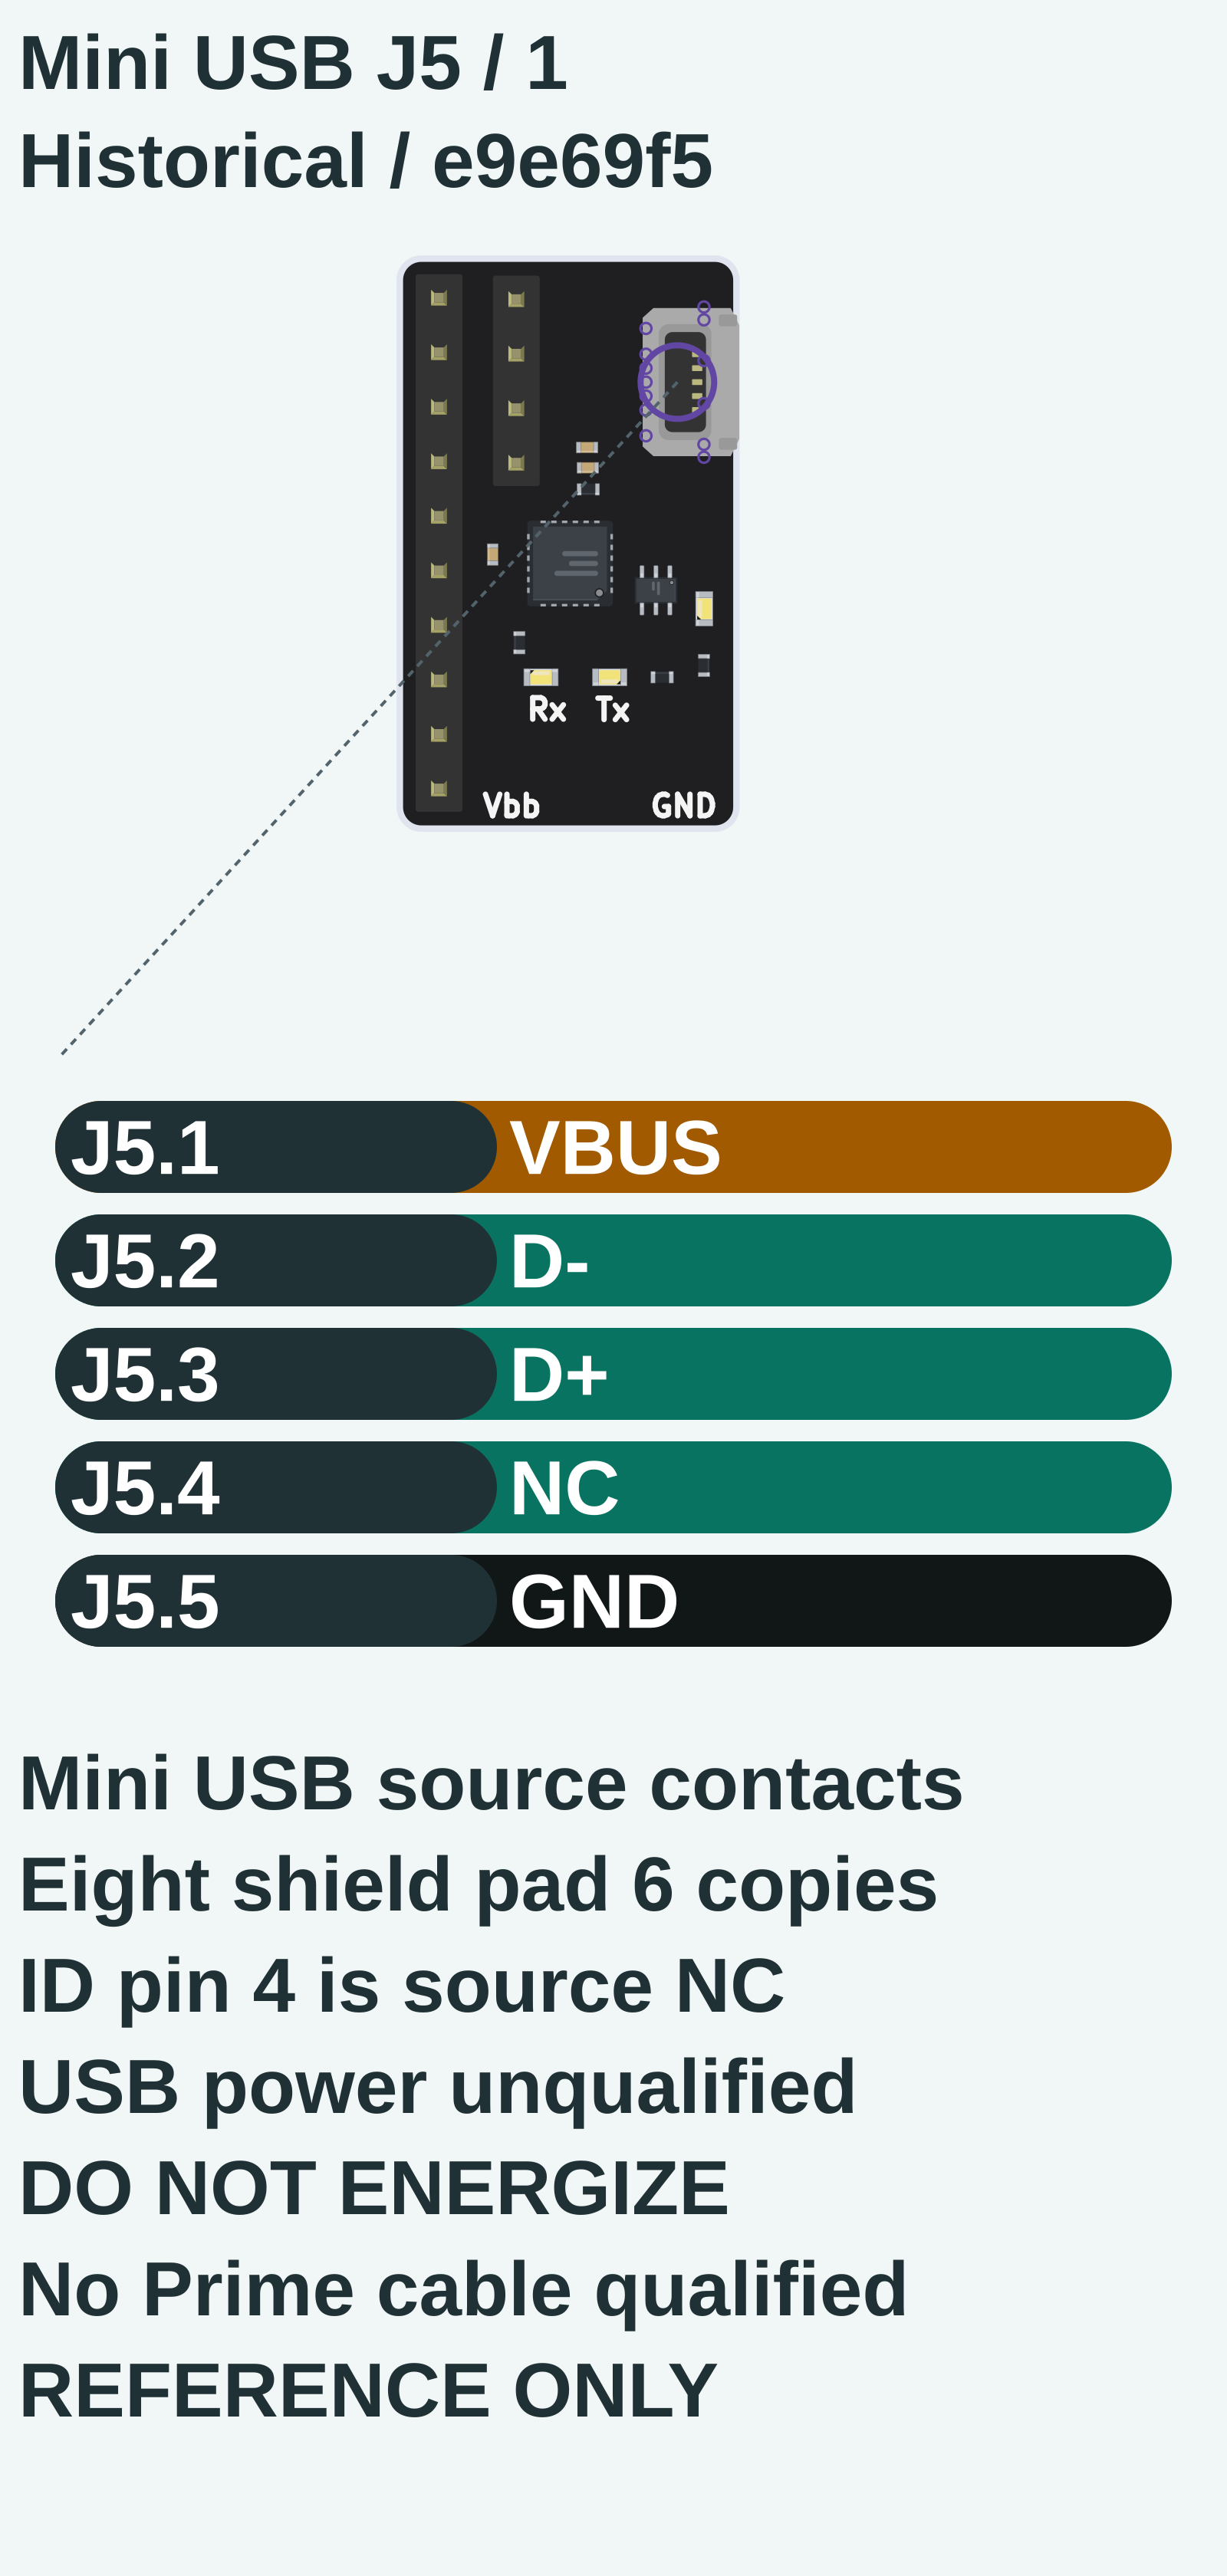 Mini USB J5 / 1
Historical / e9e69f5
Rx Tx
Vbb GND
J5.1 VBUS
J5.2 D-
J5.3 D+
J5.4 NC
J5.5 GND
Mini USB source contacts
Eight shield pad 6 copies
ID pin 4 is source NC
USB power unqualified
DO NOT ENERGIZE
No Prime cable qualified
REFERENCE ONLY